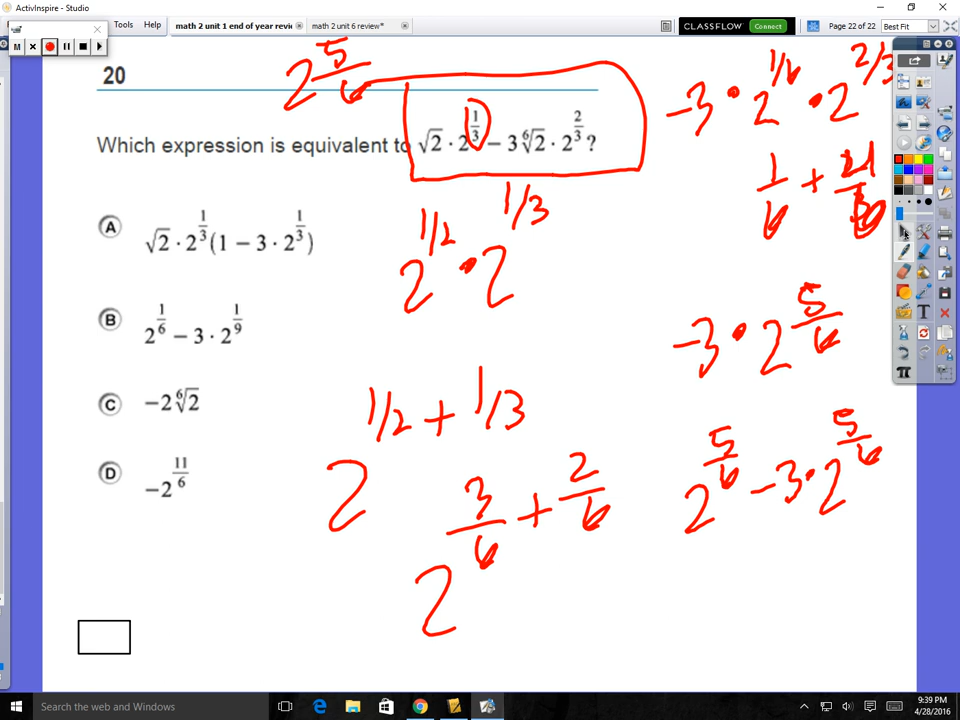 ActivInspire - Studio
Tools Help math 2 unit 1 end of year revie math 2 unit 6 review* CLASSFLOW Connect Page 22 of 22 Best Fit
M
20
2^(5/6)
Which expression is equivalent to √2 · 2^(1/3) − 3 ⁶√2 · 2^(2/3)?
A √2 · 2^(1/3)(1 − 3 · 2^(1/3))
B 2^(1/6) − 3 · 2^(1/9)
C −2 ⁶√2
D −2^(11/6)
2^(1/2) · 2^(1/3)
2^(1/2 + 1/3)
2^(3/6 + 2/6)
-3 · 2^(1/6) · 2^(2/3)
-3 · 2^(5/6)
2^(5/6) - 3 · 2^(5/6)
T
π
Search the web and Windows
9:39 PM
4/28/2016